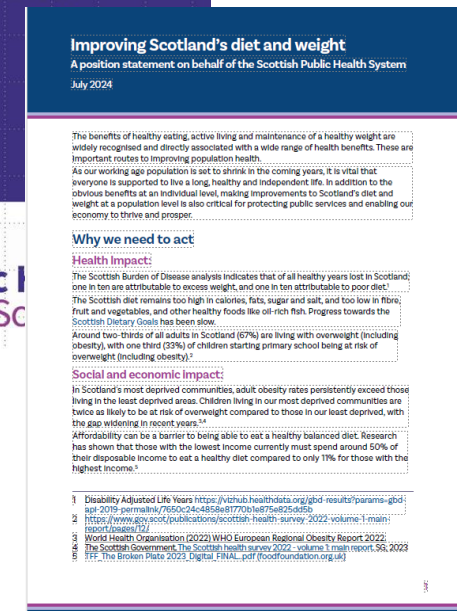 Improving Scotland's diet and weight
A position statement on behalf of the Scottish Public Health System
July 2024
The benefits of healthy eating, active living and maintenance of a healthy weight are
widely recognised and directly associated with a wide range of health benefits. These are
important routes to improving population health.
As our working age population is set to shrink in the coming years, it is vital that
everyone is supported to live a long, healthy and independent life. In addition to the
obvious benefits at an individual level, making improvements to Scotland's diet and
weight at a population level is also critical for protecting public services and enabling our
economy to thrive and prosper.
Why we need to act
Health Impact:
The Scottish Burden of Disease analysis indicates that of all healthy years lost in Scotland;
one in ten are attributable to excess weight, and one in ten attributable to poor diet.¹
The Scottish diet remains too high in calories, fats, sugar and salt, and too low in fibre,
fruit and vegetables, and other healthy foods like oil-rich fish. Progress towards the
Scottish Dietary Goals has been slow.
Around two-thirds of all adults in Scotland (67%) are living with overweight (including
obesity), with one third (33%) of children starting primary school being at risk of
overweight (including obesity).²
Social and economic impact:
In Scotland's most deprived communities, adult obesity rates persistently exceed those
living in the least deprived areas. Children living in our most deprived communities are
twice as likely to be at risk of overweight compared to those in our least deprived, with
the gap widening in recent years.³,⁴
Affordability can be a barrier to being able to eat a healthy balanced diet. Research
has shown that those with the lowest income currently must spend around 50% of
their disposable income to eat a healthy diet compared to only 11% for those with the
highest income.⁵
1 Disability Adjusted Life Years https://vizhub.healthdata.org/gbd-results?params=gbd-
api-2019-permalink/7650c24c4858e81770b1e875e825dd5b
2 https://www.gov.scot/publications/scottish-health-survey-2022-volume-1-main-
report/pages/12/
3 World Health Organisation (2022) WHO European Regional Obesity Report 2022.
4 The Scottish Government. The Scottish health survey 2022 - volume 1: main report. SG; 2023
5 TFF_The Broken Plate 2023_Digital_FINAL..pdf (foodfoundation.org.uk)